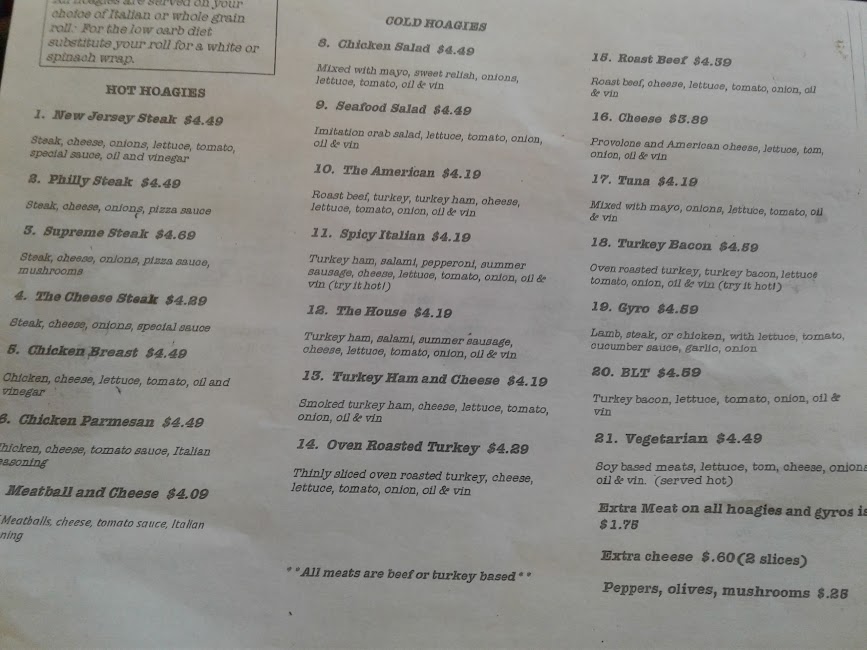 choice of Italian or whole grain
roll. For the low carb diet
substitute your roll for a white or
spinach wrap.
HOT HOAGIES
1. New Jersey Steak $4.49
Steak, cheese, onions, lettuce, tomato,
special sauce, oil and vinegar
2. Philly Steak $4.49
Steak, cheese, onions, pizza sauce
3. Supreme Steak $4.69
Steak, cheese, onions, pizza sauce,
mushrooms
4. The Cheese Steak $4.29
Steak, cheese, onions, special sauce
5. Chicken Breast $4.49
Chicken, cheese, lettuce, tomato, oil and
vinegar
6. Chicken Parmesan $4.49
hicken, cheese, tomato sauce, Italian
easoning
Meatball and Cheese $4.09
Meatballs, cheese, tomato sauce, Italian
ning
COLD HOAGIES
8. Chicken Salad $4.49
Mixed with mayo, sweet relish, onions,
lettuce, tomato, oil & vin
9. Seafood Salad $4.49
Imitation crab salad, lettuce, tomato, onion,
oil & vin
10. The American $4.19
Roast beef, turkey, turkey ham, cheese,
lettuce, tomato, onion, oil & vin
11. Spicy Italian $4.19
Turkey ham, salami, pepperoni, summer
sausage, cheese, lettuce, tomato, onion, oil &
vin (try it hot!)
12. The House $4.19
Turkey ham, salami, summer sausage,
cheese, lettuce, tomato, onion, oil & vin
13. Turkey Ham and Cheese $4.19
Smoked turkey ham, cheese, lettuce, tomato,
onion, oil & vin
14. Oven Roasted Turkey $4.29
Thinly sliced oven roasted turkey, cheese,
lettuce, tomato, onion, oil & vin
**All meats are beef or turkey based**
15. Roast Beef $4.59
Roast beef, cheese, lettuce, tomato, onion, oil
& vin
16. Cheese $3.89
Provolone and American cheese, lettuce, tom,
onion, oil & vin
17. Tuna $4.19
Mixed with mayo, onions, lettuce, tomato, oil
& vin
18. Turkey Bacon $4.59
Oven roasted turkey, turkey bacon, lettuce
tomato, onion, oil & vin (try it hot!)
19. Gyro $4.59
Lamb, steak, or chicken, with lettuce, tomato,
cucumber sauce, garlic, onion
20. BLT $4.59
Turkey bacon, lettuce, tomato, onion, oil &
vin
21. Vegetarian $4.49
Soy based meats, lettuce, tom, cheese, onions
oil & vin. (served hot)
Extra Meat on all hoagies and gyros is
$1.75
Extra cheese $.60(2 slices)
Peppers, olives, mushrooms $.25